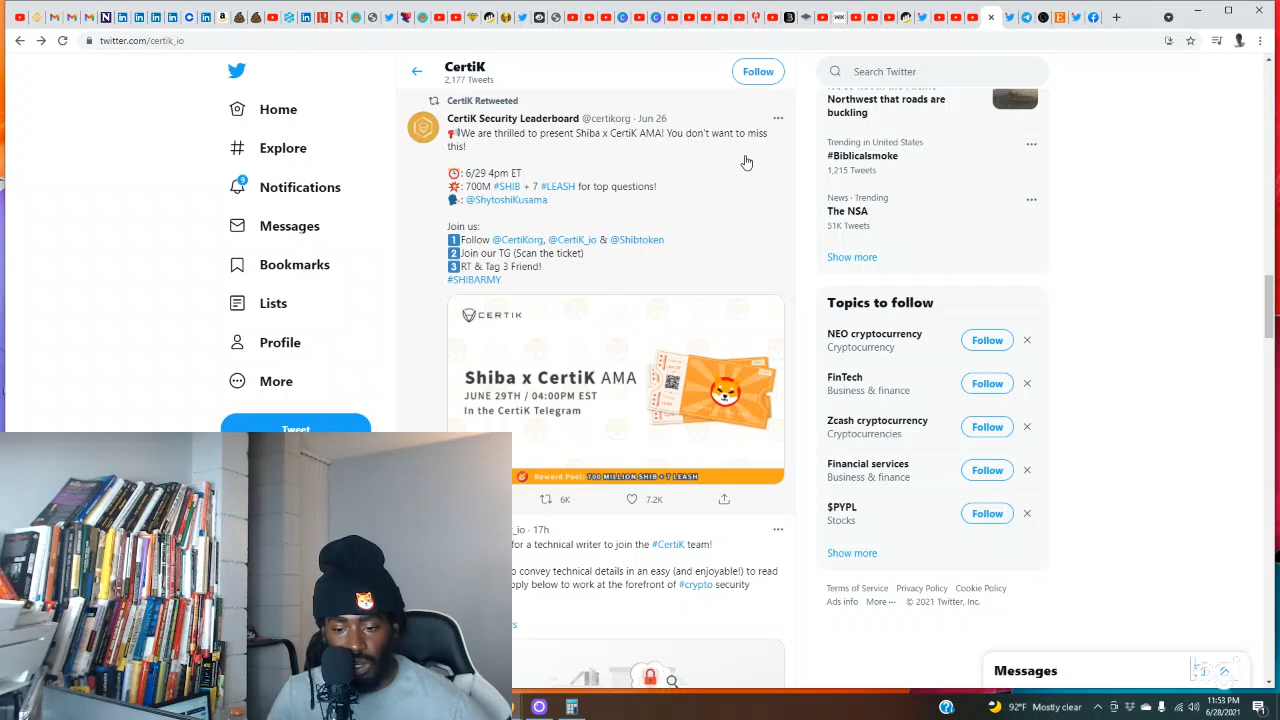 twitter.com/certik_io
Home
Explore
9
Notifications
Messages
Bookmarks
Lists
Profile
More
Tweet
CertiK
2,177 Tweets
Follow
CertiK Retweeted
CertiK Security Leaderboard @certikorg · Jun 26
📢We are thrilled to present Shiba x CertiK AMA! You don't want to miss
this!
⏰: 6/29 4pm ET
💥: 700M #SHIB + 7 #LEASH for top questions!
🗣: @ShytoshiKusama
Join us:
1️⃣Follow @CertiKorg, @CertiK_io & @Shibtoken
2️⃣Join our TG (Scan the ticket)
3️⃣RT & Tag 3 Friend!
#SHIBARMY
CERTIK
Shiba x CertiK AMA
JUNE 29TH / 04:00PM EST
In the CertiK Telegram
Reward Pool: 700 MILLION SHIB + 7 LEASH
6K
7.2K
_io · 17h
for a technical writer to join the #CertiK team!
o convey technical details in an easy (and enjoyable!) to read
pply below to work at the forefront of #crypto security
Search Twitter
Northwest that roads are
buckling
Trending in United States
#Biblicalsmoke
1,215 Tweets
News · Trending
The NSA
51K Tweets
Show more
Topics to follow
NEO cryptocurrency
Cryptocurrency
Follow
FinTech
Business & finance
Follow
Zcash cryptocurrency
Cryptocurrencies
Follow
Financial services
Business & finance
Follow
$PYPL
Stocks
Follow
Show more
Terms of Service Privacy Policy Cookie Policy
Ads info More ··· © 2021 Twitter, Inc.
Messages
92°F Mostly clear
11:53 PM
6/28/2021